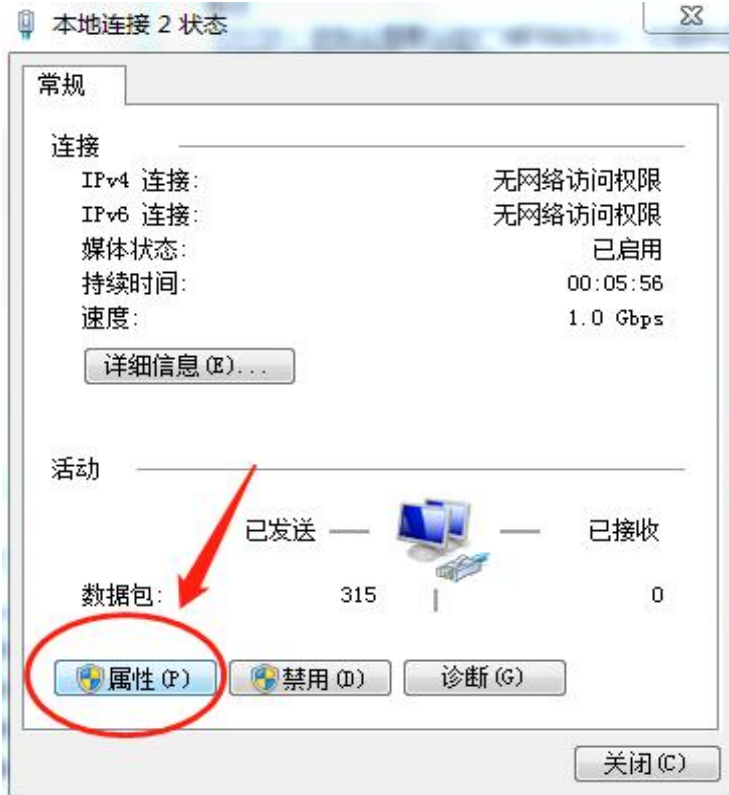 本地连接 2 状态
常规
连接
IPv4 连接: 无网络访问权限
IPv6 连接: 无网络访问权限
媒体状态: 已启用
持续时间: 00:05:56
速度: 1.0 Gbps
详细信息(E)...
活动
已发送 — — 已接收
数据包: 315 0
属性(P) 禁用(D) 诊断(G)
关闭(C)